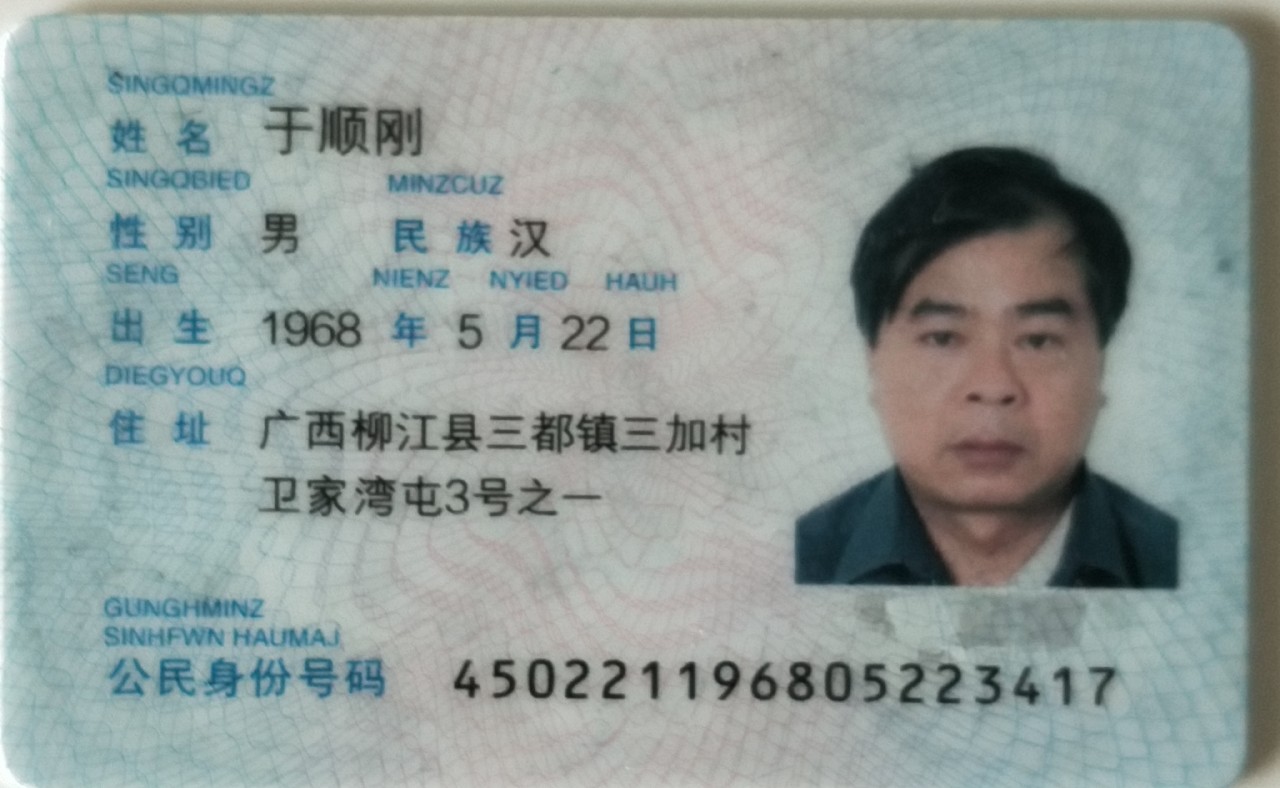 SINGQMINGZ
姓 名 于顺刚
SINGQBIED MINZCUZ
性 别 男 民 族 汉
SENG NIENZ NYIED HAUH
出 生 1968 年 5 月 22 日
DIEGYOUQ
住 址 广西柳江县三都镇三加村
卫家湾屯3号之一
GUNGHMINZ
SINHFWN HAUMAJ
公民身份号码 450221196805223417